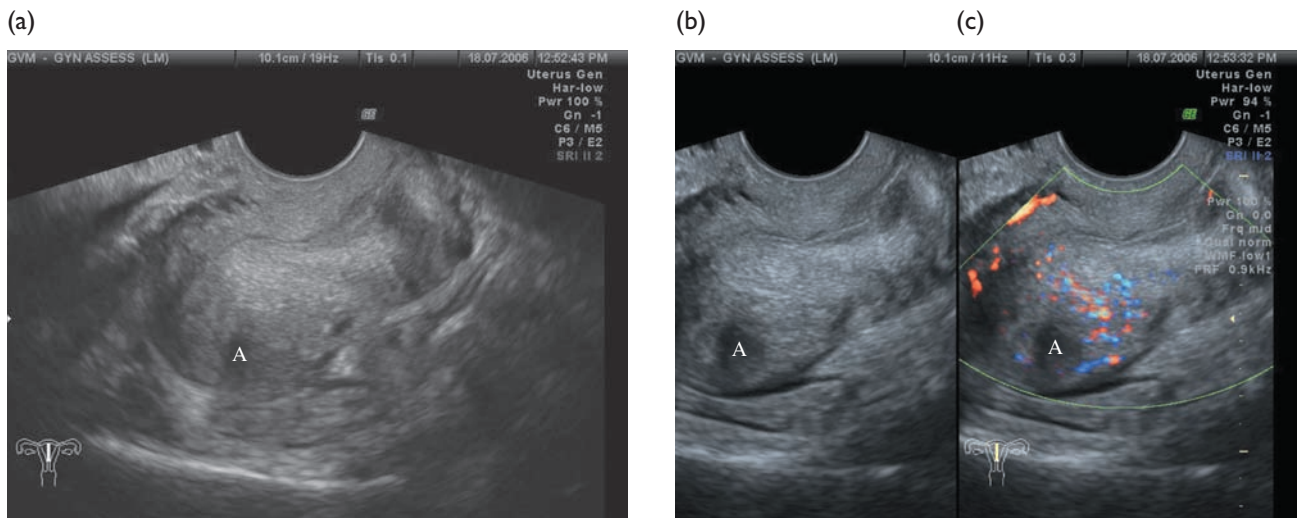 (a)
GVM - GYN ASSESS (LM) 10.1cm / 19Hz TIs 0.1 18.07.2006 12:52:43 PM
Uterus Gen
Har-low
Pwr 100 %
Gn -1
C6 / M5
P3 / E2
SRI II 2
GE
A
(b) (c)
GVM - GYN ASSESS (LM) 10.1cm / 11Hz TIs 0.3 18.07.2006 12:53:32 PM
Uterus Gen
Har-low
Pwr 94 %
Gn -1
C6 / M5
P3 / E2
SRI II 2
GE
Pwr 100 %
Gn 0.0
Frq mid
Qual norm
WMF low1
PRF 0.9kHz
A A